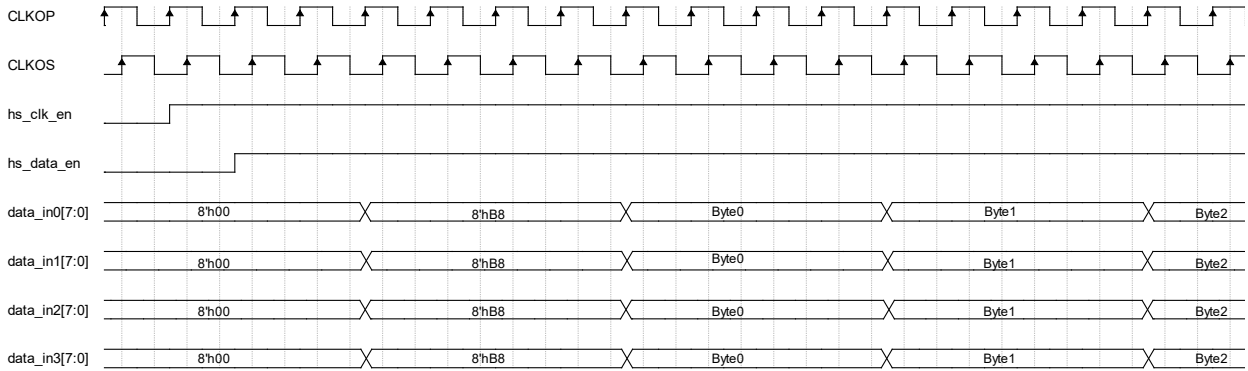 CLKOP
CLKOS
hs_clk_en
hs_data_en
data_in0[7:0] 8'h00 8'hB8 Byte0 Byte1 Byte2
data_in1[7:0] 8'h00 8'hB8 Byte0 Byte1 Byte2
data_in2[7:0] 8'h00 8'hB8 Byte0 Byte1 Byte2
data_in3[7:0] 8'h00 8'hB8 Byte0 Byte1 Byte2